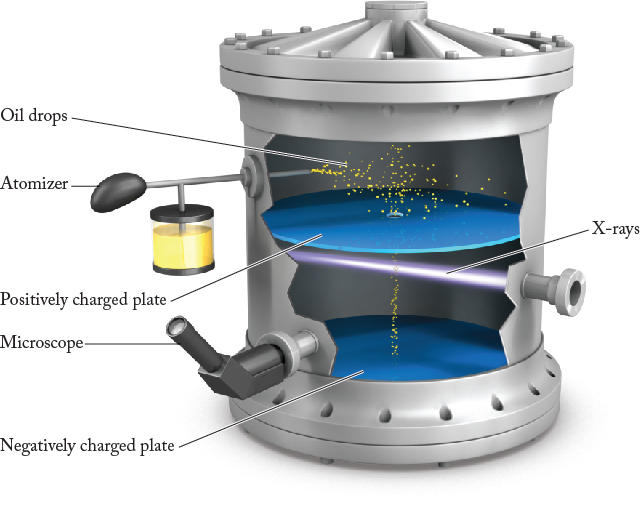 Oil drops
Atomizer
X-rays
Positively charged plate
Microscope
Negatively charged plate